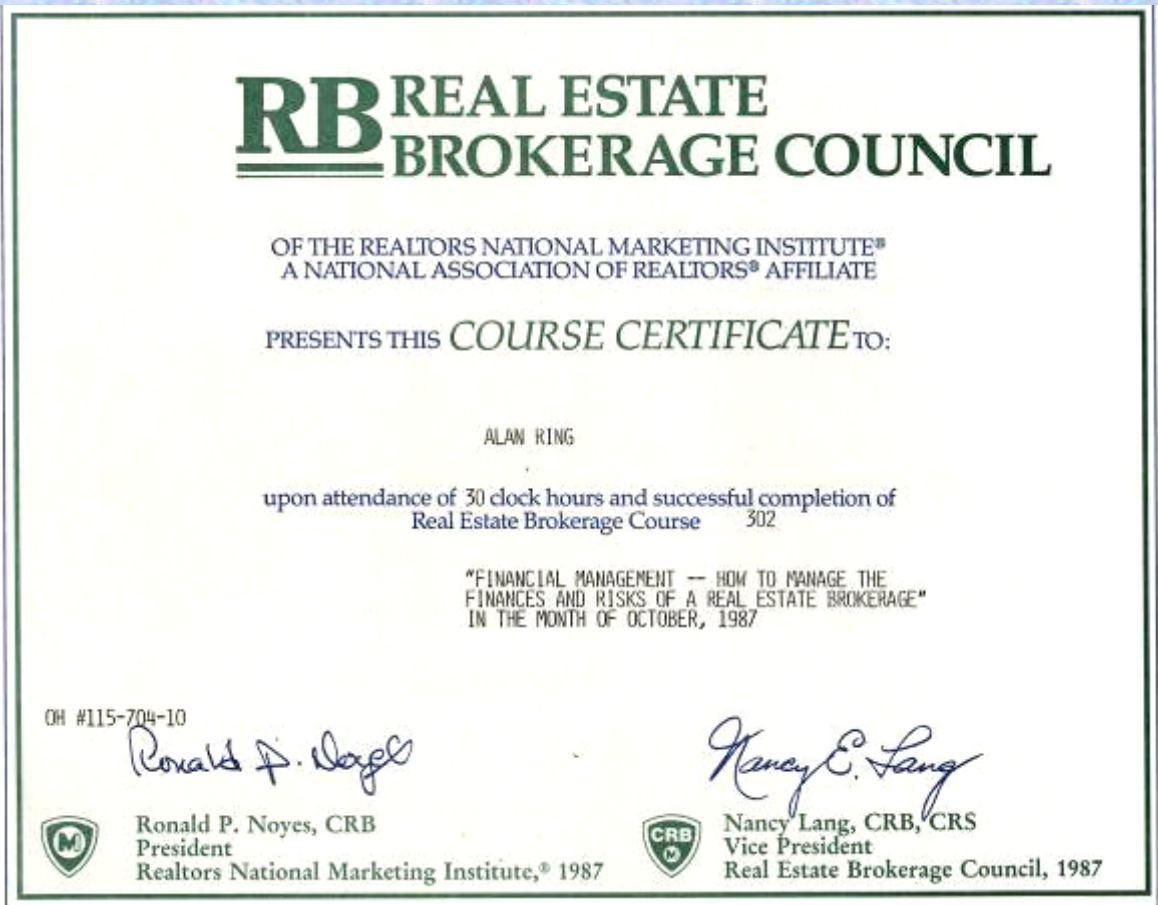 RB REAL ESTATE
BROKERAGE COUNCIL
OF THE REALTORS NATIONAL MARKETING INSTITUTE®
A NATIONAL ASSOCIATION OF REALTORS® AFFILIATE
PRESENTS THIS COURSE CERTIFICATE TO:
ALAN RING
upon attendance of 30 clock hours and successful completion of
Real Estate Brokerage Course 302
"FINANCIAL MANAGEMENT -- HOW TO MANAGE THE
FINANCES AND RISKS OF A REAL ESTATE BROKERAGE"
IN THE MONTH OF OCTOBER, 1987
OH #115-704-10
Ronald P. Noyes
Nancy E. Lang
M
Ronald P. Noyes, CRB
President
Realtors National Marketing Institute,® 1987
CRB
M
Nancy Lang, CRB, CRS
Vice President
Real Estate Brokerage Council, 1987